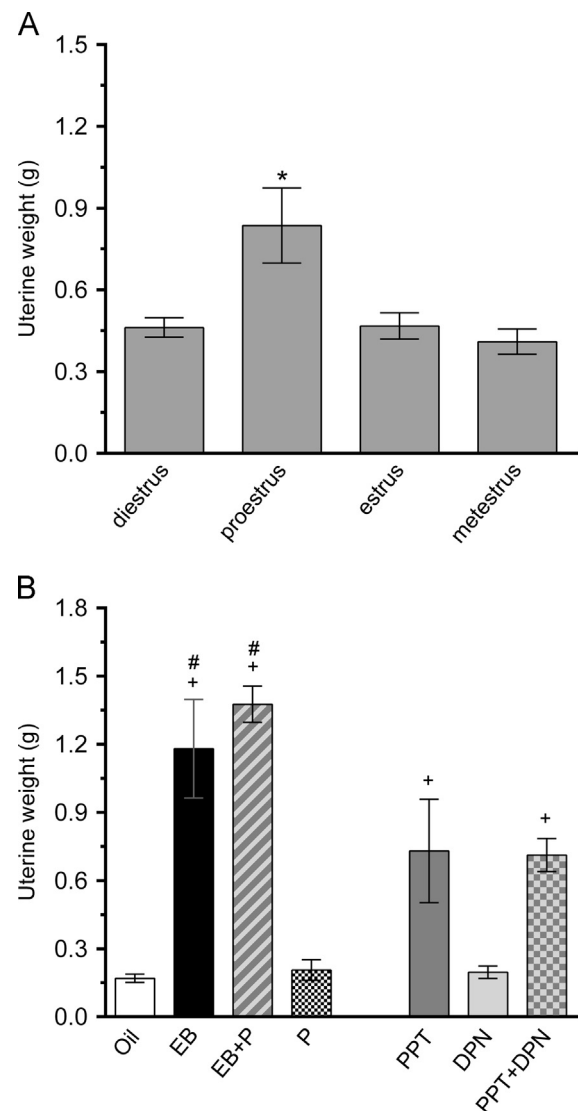 A
Uterine weight (g)
1.5
1.2
0.9
0.6
0.3
0.0
*
diestrus
proestrus
estrus
metestrus
B
Uterine weight (g)
1.8
1.5
1.2
0.9
0.6
0.3
0.0
# #
+ +
+ +
Oil
EB
EB+P
P
PPT
DPN
PPT+DPN